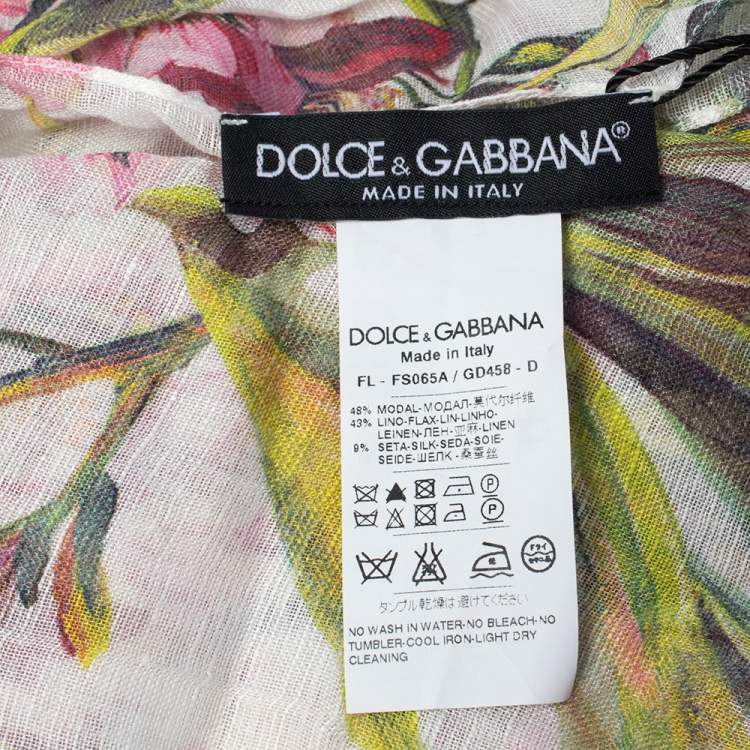 DOLCE & GABBANA®
MADE IN ITALY
DOLCE & GABBANA
Made in Italy
FL - FS065A / GD458 - D
48% MODAL-МОДАЛ-莫代尔纤维
43% LINO-FLAX-LIN-LINHO-
LEINEN-ЛЕН-亚麻-LINEN
9% SETA-SILK-SEDA-SOIE-
SEIDE-ШЕЛК-桑蚕丝
P
P
ドライ
タンブル乾燥は避けてください
NO WASH IN WATER-NO BLEACH-NO
TUMBLER-COOL IRON-LIGHT DRY
CLEANING